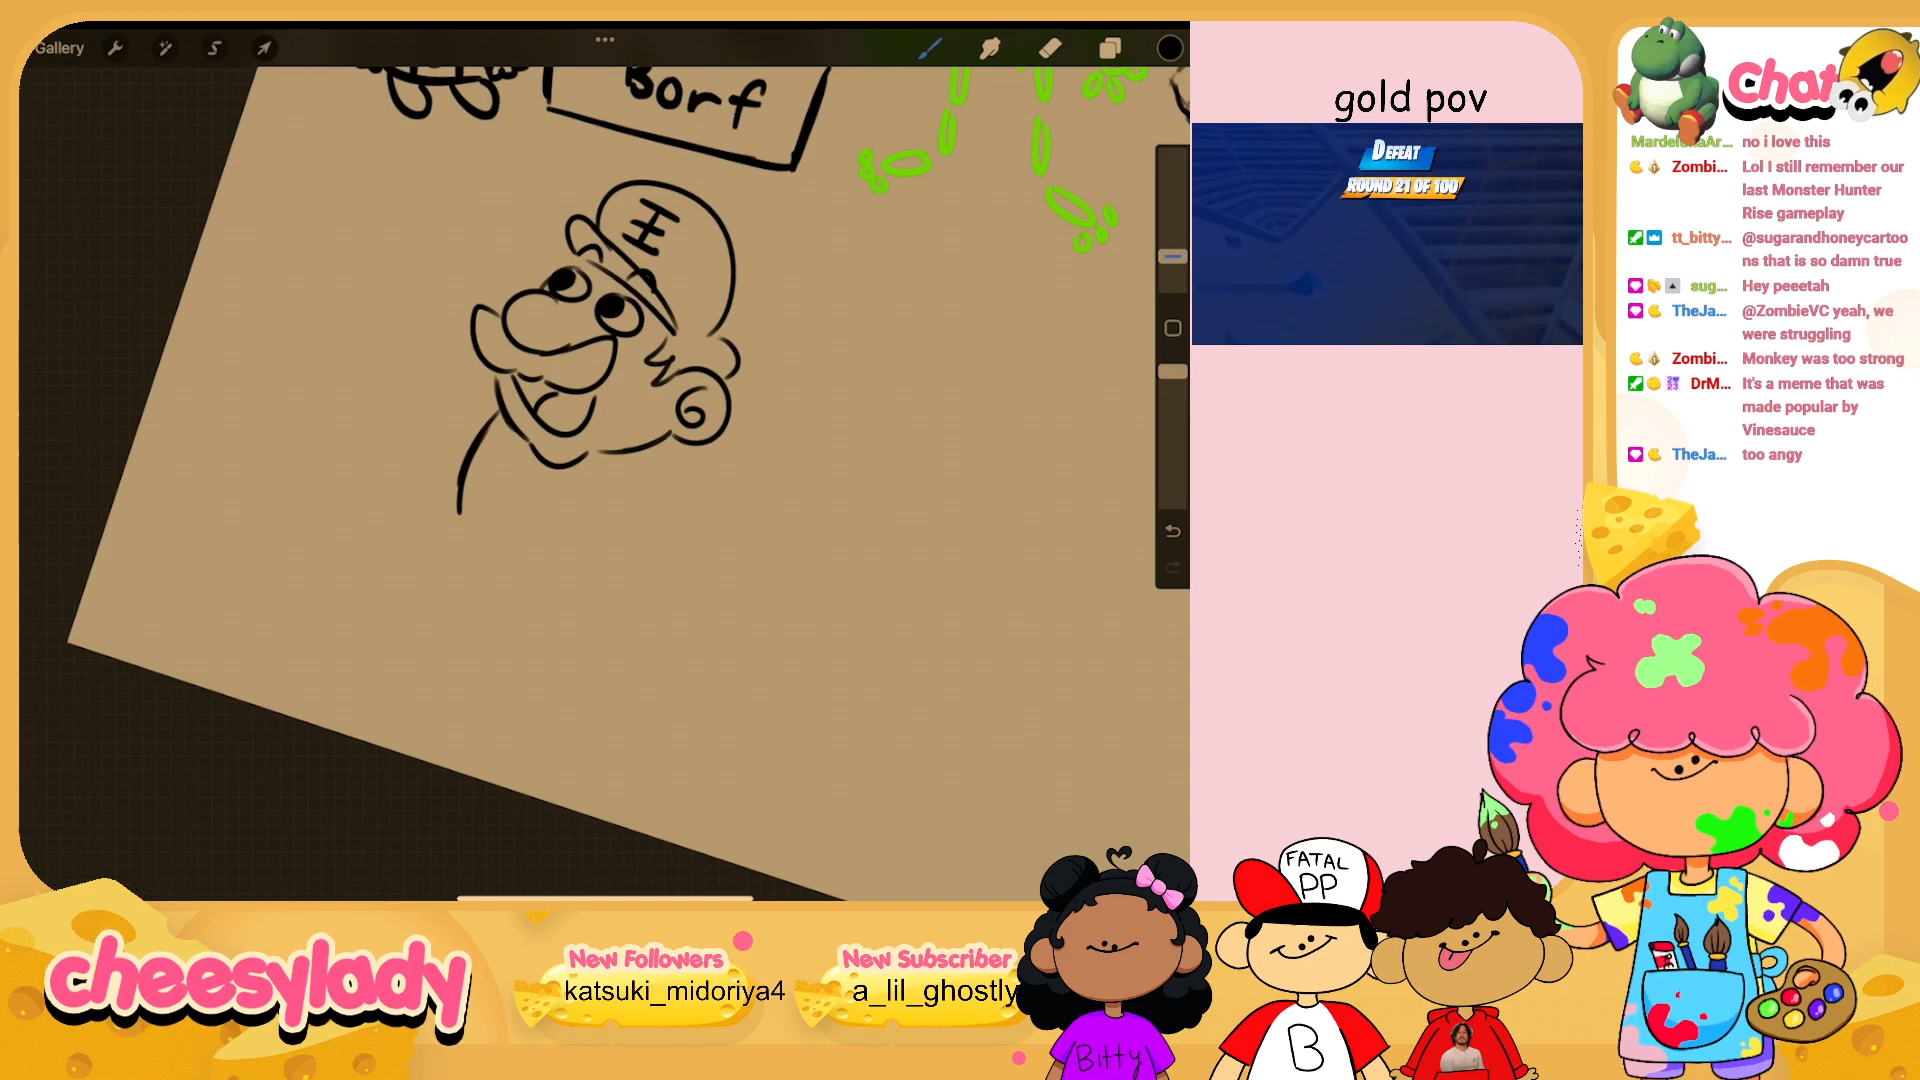 Gallery
Borf
gold pov
DEFEAT
ROUND 21 OF 100
Chat
no i love this
Zombi... Lol I still remember our
last Monster Hunter
Rise gameplay
tt_bitty... @sugarandhoneycartoo
ns that is so damn true
sug... Hey peeetah
TheJa... @ZombieVC yeah, we
were struggling
Zombi... Monkey was too strong
DrM... It's a meme that was
made popular by
Vinesauce
TheJa... too angy
FATAL
PP
cheesylady
New Followers
katsuki_midoriya4
New Subscriber
a_lil_ghostly
Bitty
B